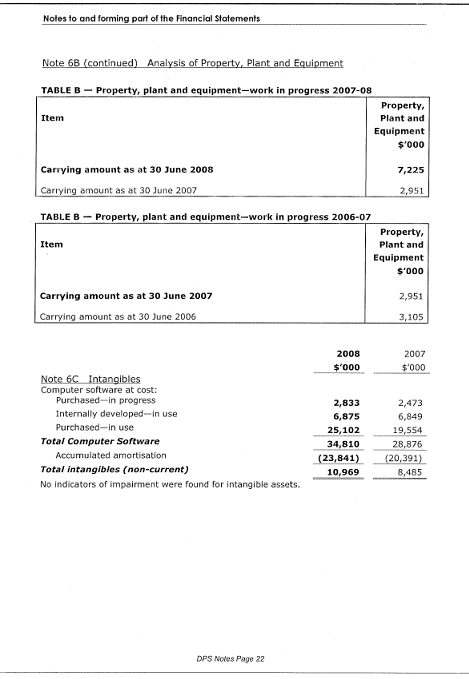 Notes to and forming part of the Financial Statements
Note 6B (continued) Analysis of Property, Plant and Equipment
TABLE B — Property, plant and equipment—work in progress 2007-08
Property,
Item Plant and
Equipment
$'000
Carrying amount as at 30 June 2008 7,225
Carrying amount as at 30 June 2007 2,951
TABLE B — Property, plant and equipment—work in progress 2006-07
Property,
Item Plant and
Equipment
$'000
Carrying amount as at 30 June 2007 2,951
Carrying amount as at 30 June 2006 3,105
2008 2007
$'000 $'000
Note 6C Intangibles
Computer software at cost:
Purchased—in progress 2,833 2,473
Internally developed—in use 6,875 6,849
Purchased—in use 25,102 19,554
Total Computer Software 34,810 28,876
Accumulated amortisation (23,841) (20,391)
Total intangibles (non-current) 10,969 8,485
No indicators of impairment were found for intangible assets.
DPS Notes Page 22